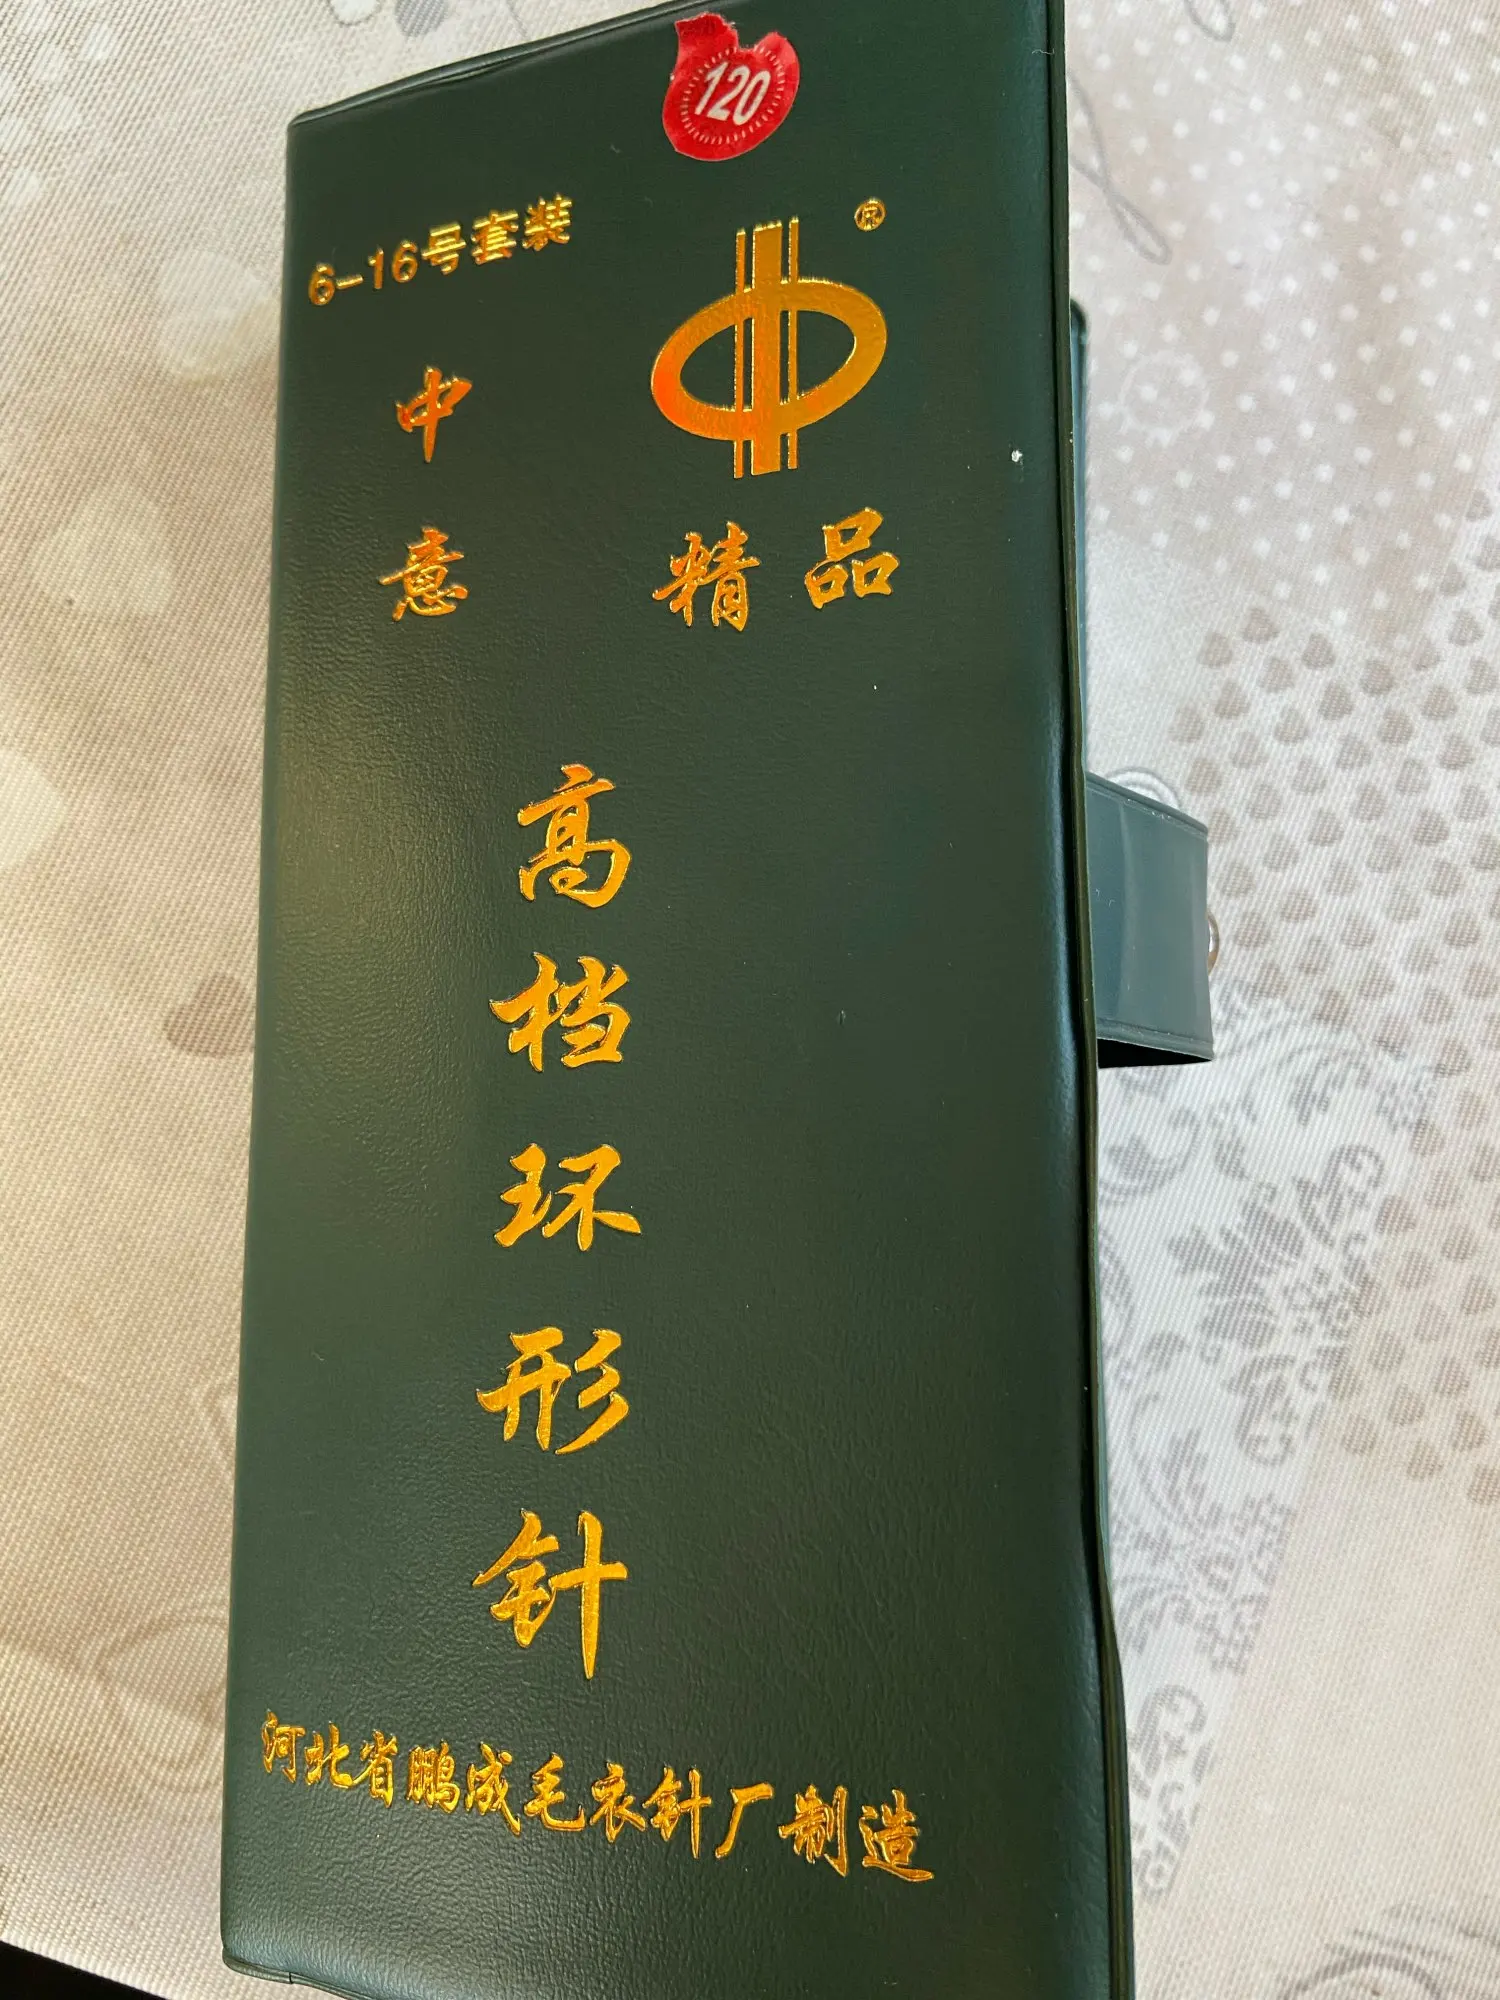 120
6-16号套装
®
中意
精品
高档环形针
河北省鹏成毛衣针厂制造